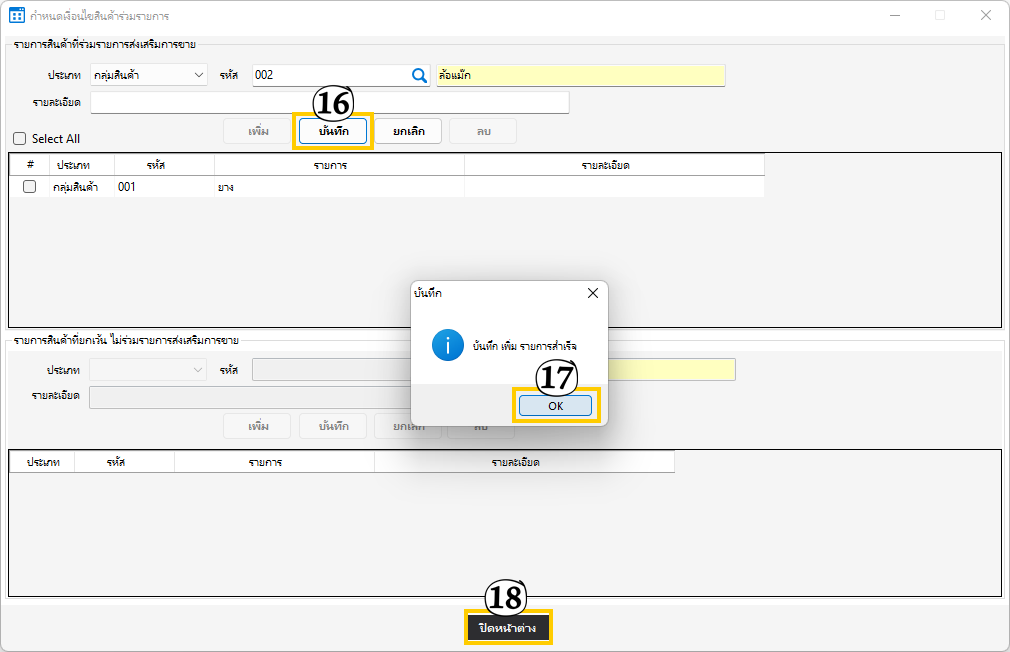 กำหนดเงื่อนไขสินค้าร่วมรายการ
รายการสินค้าที่ร่วมรายการส่งเสริมการขาย
ประเภท กลุ่มสินค้า รหัส 002 ล้อแม๊ก
รายละเอียด
16
เพิ่ม บันทึก ยกเลิก ลบ
Select All
# ประเภท รหัส รายการ รายละเอียด
กลุ่มสินค้า 001 ยาง
บันทึก
บันทึก เพิ่ม รายการสำเร็จ
17
OK
รายการสินค้าที่ยกเว้น ไม่ร่วมรายการส่งเสริมการขาย
ประเภท รหัส
รายละเอียด
เพิ่ม บันทึก ยกเลิก ลบ
ประเภท รหัส รายการ รายละเอียด
18
ปิดหน้าต่าง